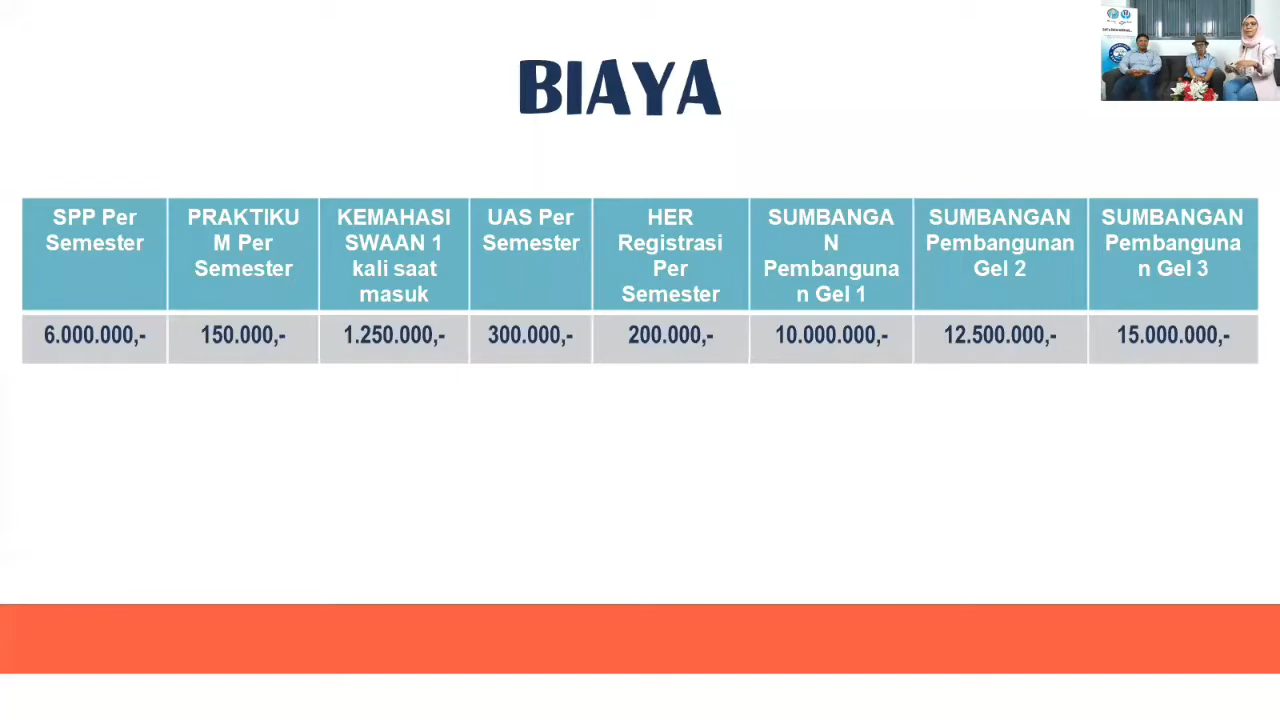 BIAYA
SPP Per
Semester
PRAKTIKU
M Per
Semester
KEMAHASI
SWAAN 1
kali saat
masuk
UAS Per
Semester
HER
Registrasi
Per
Semester
SUMBANGA
N
Pembanguna
n Gel 1
SUMBANGAN
Pembangunan
Gel 2
SUMBANGAN
Pembanguna
n Gel 3
6.000.000,-
150.000,-
1.250.000,-
300.000,-
200.000,-
10.000.000,-
12.500.000,-
15.000.000,-